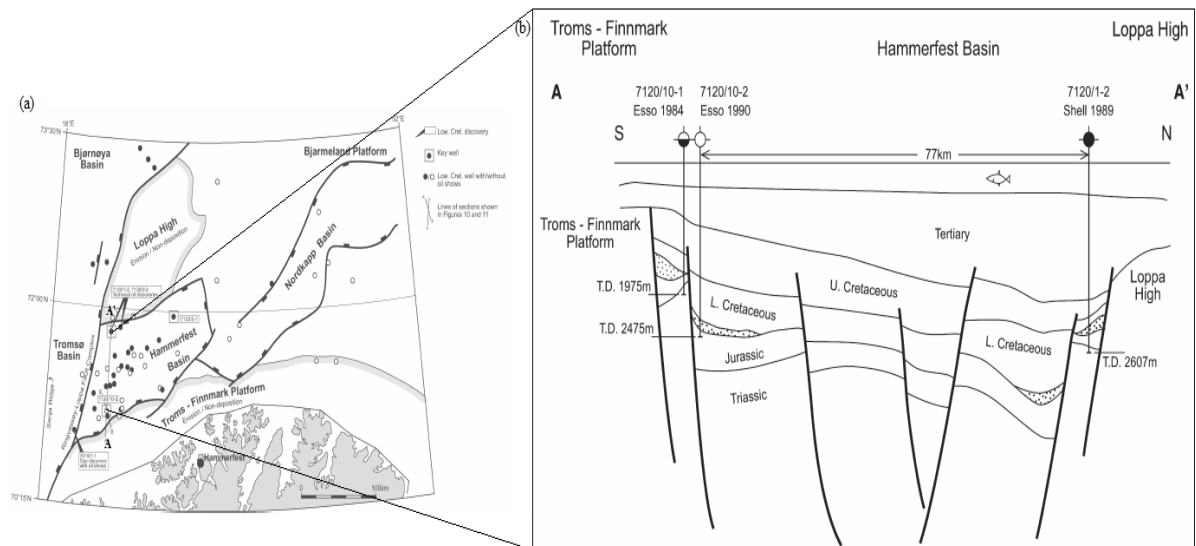 (a)
73°30'N
18°E
32°E
Bjørnøya
Basin
Bjarmeland Platform
Loppa High
Erosion / Non-deposition
Nordkapp Basin
72°00'N
A'
Hammerfest
Basin
Tromsø
Basin
Troms - Finnmark Platform
Erosion / Non-deposition
A
Hammerfest
70°15'N
100km
Low. Cret. discovery
Key well
Low. Cret. well with/without
oil shows
Lines of sections shown
in Figures 10 and 11
(b)
Troms - Finnmark
Platform
Hammerfest Basin
Loppa High
A
7120/10-1
Esso 1984
7120/10-2
Esso 1990
7120/1-2
Shell 1989
A'
S
N
77km
Troms - Finnmark
Platform
Tertiary
T.D. 1975m
L. Cretaceous
U. Cretaceous
Loppa
High
T.D. 2475m
L. Cretaceous
Jurassic
T.D. 2607m
Triassic